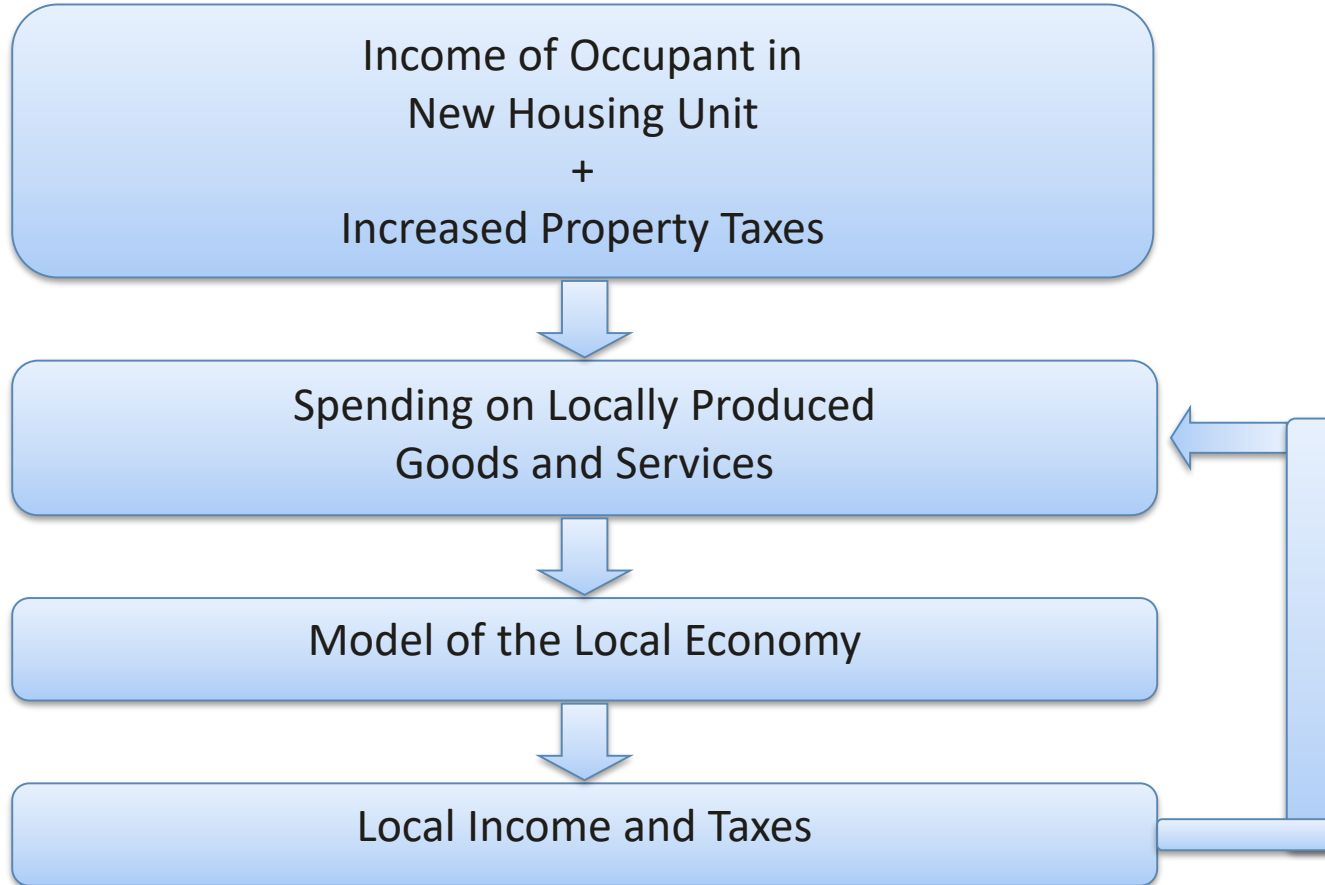 Income of Occupant in
New Housing Unit
+
Increased Property Taxes
Spending on Locally Produced
Goods and Services
Model of the Local Economy
Local Income and Taxes